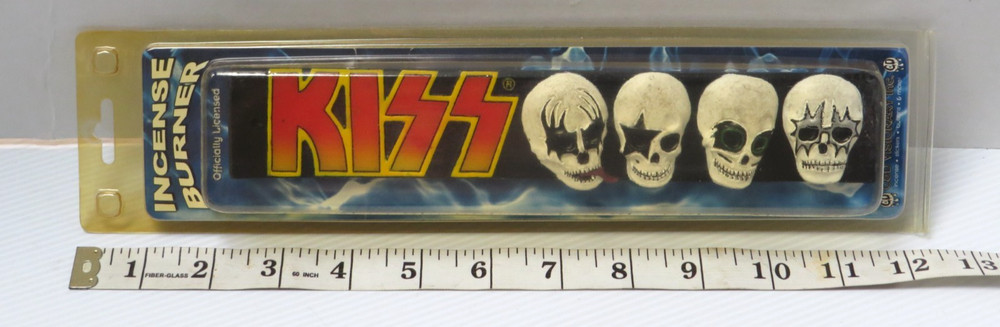 INCENSE
BURNER
Officially Licensed
KISS®
1 FIBER-GLASS 2 3 60 INCH 4 5 6 7 8 9 10 11 12 13